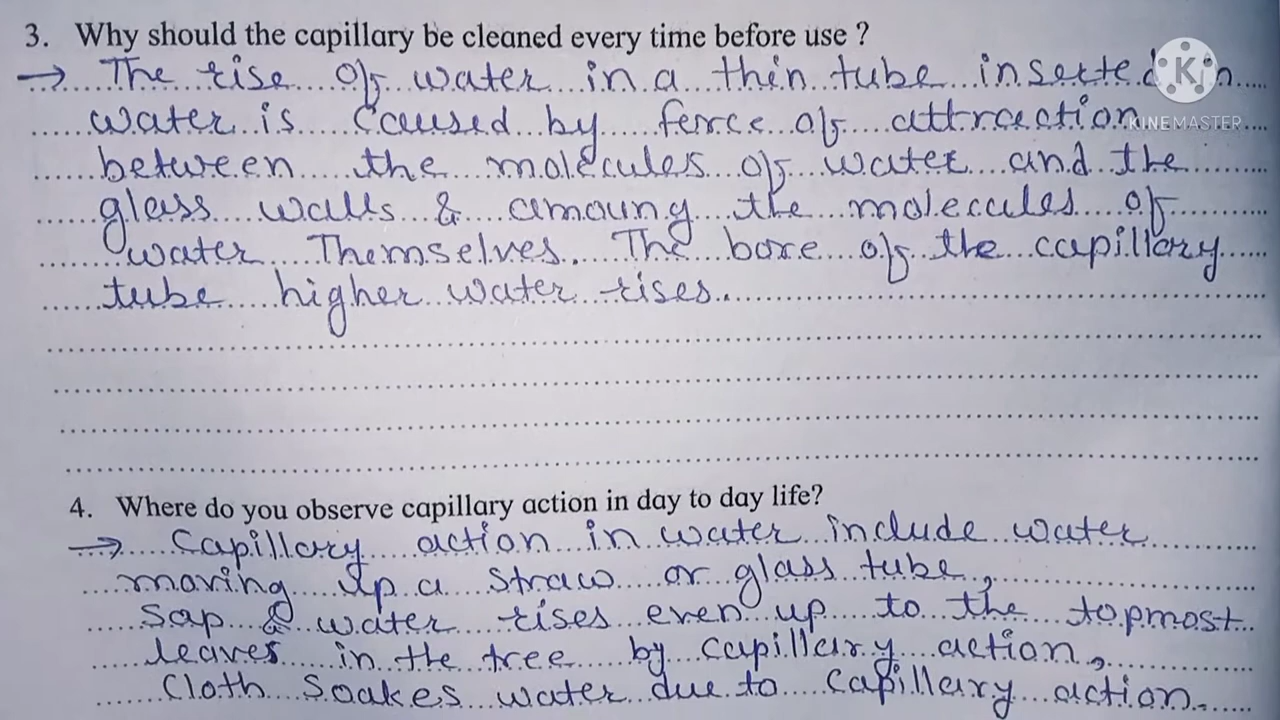 3. Why should the capillary be cleaned every time before use ?
→ The rise of water in a thin tube inserted in
water is caused by force of attraction
KINEMASTER
between the molecules of water and the
glass walls & amoung the molecules of
water Themselves. The bore of the capillary
tube higher water rises.
4. Where do you observe capillary action in day to day life?
→ Capillary action in water include water
moving up a straw or glass tube,
Sap & water rises even up to the topmost
leaves in the tree by capillary action,
Cloth Soakes water due to capillary action.